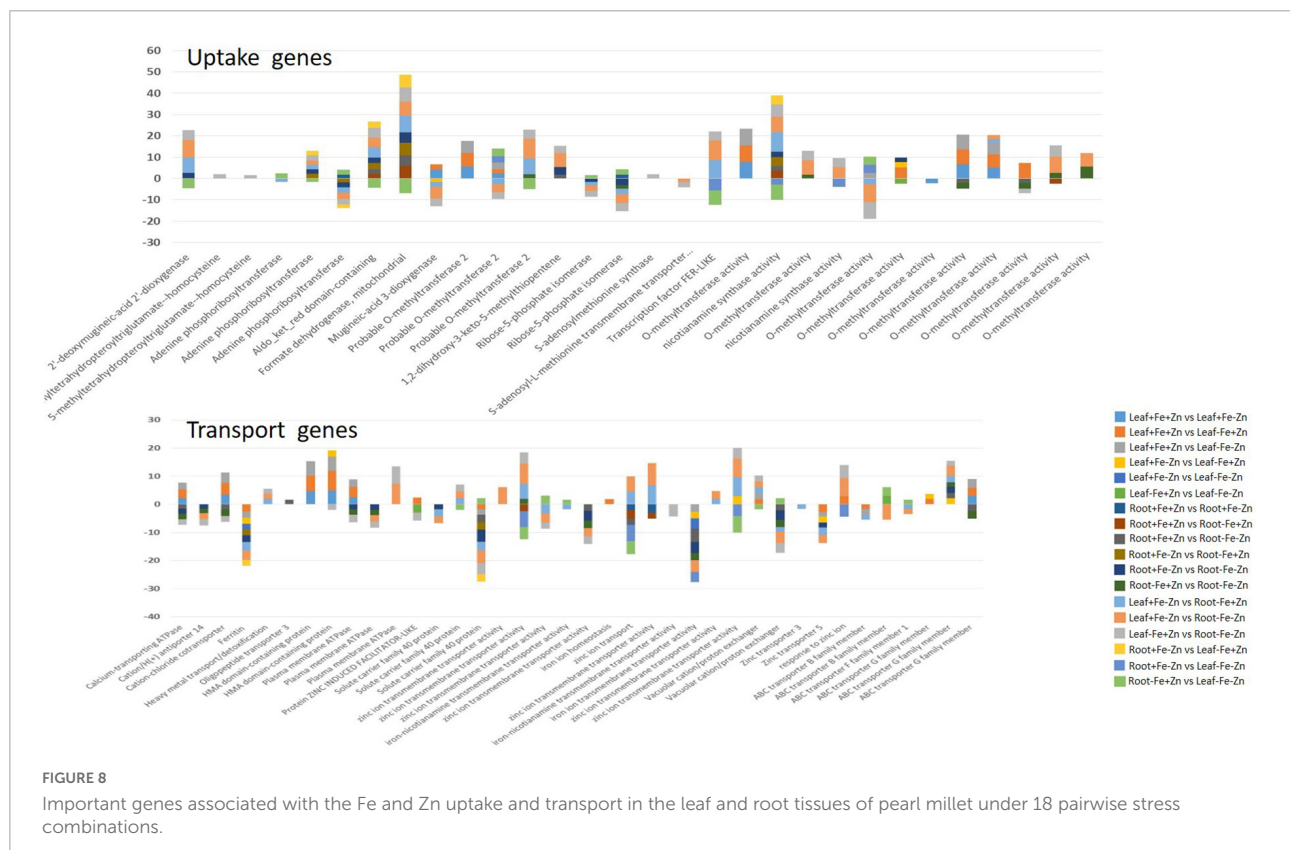 Uptake genes
60
50
40
30
20
10
0
-10
-20
-30
2'-deoxymugineic-acid 2'-dioxygenase
yltetrahydropteroyltriglutamate--homocysteine
5-methyltetrahydropteroyltriglutamate--homocysteine
Adenine phosphoribosyltransferase
Adenine phosphoribosyltransferase
Adenine phosphoribosyltransferase
Aldo_ket_red domain-containing
Formate dehydrogenase, mitochondrial
Mugineic-acid 3-dioxygenase
Probable O-methyltransferase 2
Probable O-methyltransferase 2
Probable O-methyltransferase 2
1,2-dihydroxy-3-keto-5-methylthiopentene
Ribose-5-phosphate isomerase
Ribose-5-phosphate isomerase
S-adenosylmethionine synthase
S-adenosyl-L-methionine transmembrane transporter...
Transcription factor FER-LIKE
O-methyltransferase activity
nicotianamine synthase activity
O-methyltransferase activity
nicotianamine synthase activity
O-methyltransferase activity
O-methyltransferase activity
O-methyltransferase activity
O-methyltransferase activity
O-methyltransferase activity
O-methyltransferase activity
O-methyltransferase activity
O-methyltransferase activity
Transport genes
30
20
10
0
-10
-20
-30
-40
Calcium-transporting ATPase
Cation/H(+) antiporter 14
Cation-chloride cotransporter
Ferritin
Heavy metal transport/detoxification
Oligopeptide transporter 3
HMA domain-containing protein
HMA domain-containing protein
Plasma membrane ATPase
Plasma membrane ATPase
Plasma membrane ATPase
Protein ZINC INDUCED FACILITATOR-LIKE
Solute carrier family 40 protein
Solute carrier family 40 protein
Solute carrier family 40 protein
zinc ion transmembrane transporter activity
zinc ion transmembrane transporter activity
zinc ion transmembrane transporter activity
iron-nicotianamine transmembrane transporter activity
zinc ion transmembrane transporter activity
Iron ion homeostasis
zinc ion transport
zinc ion transmembrane transporter activity
iron-nicotianamine transmembrane transporter activity
iron ion transmembrane transporter activity
zinc ion transmembrane transporter activity
zinc ion transmembrane transporter activity
Vacuolar cation/proton exchanger
Vacuolar cation/proton exchanger
Zinc transporter 3
Zinc transporter 5
response to zinc ion
ABC transporter B family member
ABC transporter B family member
ABC transporter F family member 1
ABC transporter G family member
ABC transporter G family member
ABC transporter G family member
Leaf+Fe+Zn vs Leaf+Fe-Zn
Leaf+Fe+Zn vs Leaf-Fe+Zn
Leaf+Fe+Zn vs Leaf-Fe-Zn
Leaf+Fe-Zn vs Leaf-Fe+Zn
Leaf+Fe-Zn vs Leaf-Fe-Zn
Leaf-Fe+Zn vs Leaf-Fe-Zn
Root+Fe+Zn vs Root+Fe-Zn
Root+Fe+Zn vs Root-Fe+Zn
Root+Fe+Zn vs Root-Fe-Zn
Root+Fe-Zn vs Root-Fe+Zn
Root+Fe-Zn vs Root-Fe-Zn
Root-Fe+Zn vs Root-Fe-Zn
Leaf+Fe-Zn vs Root-Fe+Zn
Leaf+Fe-Zn vs Root-Fe-Zn
Leaf-Fe+Zn vs Root-Fe-Zn
Root+Fe-Zn vs Leaf-Fe+Zn
Root+Fe-Zn vs Leaf-Fe-Zn
Root-Fe+Zn vs Leaf-Fe-Zn
FIGURE 8
Important genes associated with the Fe and Zn uptake and transport in the leaf and root tissues of pearl millet under 18 pairwise stress
combinations.